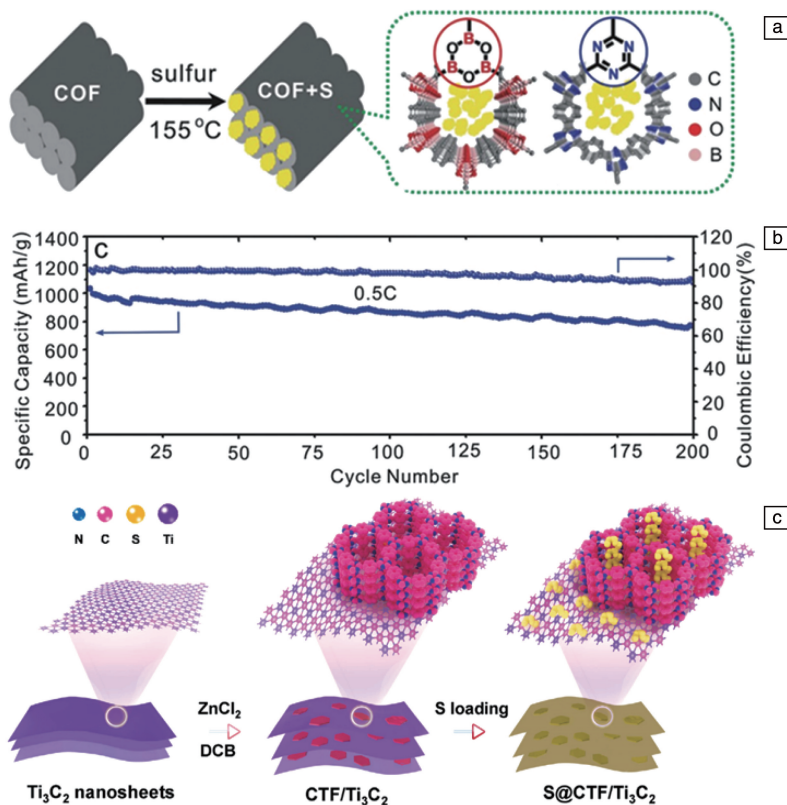 a
COF
sulfur
155 °C
COF+S
B
O
O
B
B
O
N
N
N
C
N
O
B
b
C
0.5C
Specific Capacity (mAh/g)
1400
1200
1000
800
600
400
200
0
0
25
50
75
100
125
150
175
200
Cycle Number
120
100
80
60
40
20
0
Coulombic Efficiency(%)
c
N C S Ti
ZnCl₂
DCB
S loading
Ti₃C₂ nanosheets
CTF/Ti₃C₂
S@CTF/Ti₃C₂